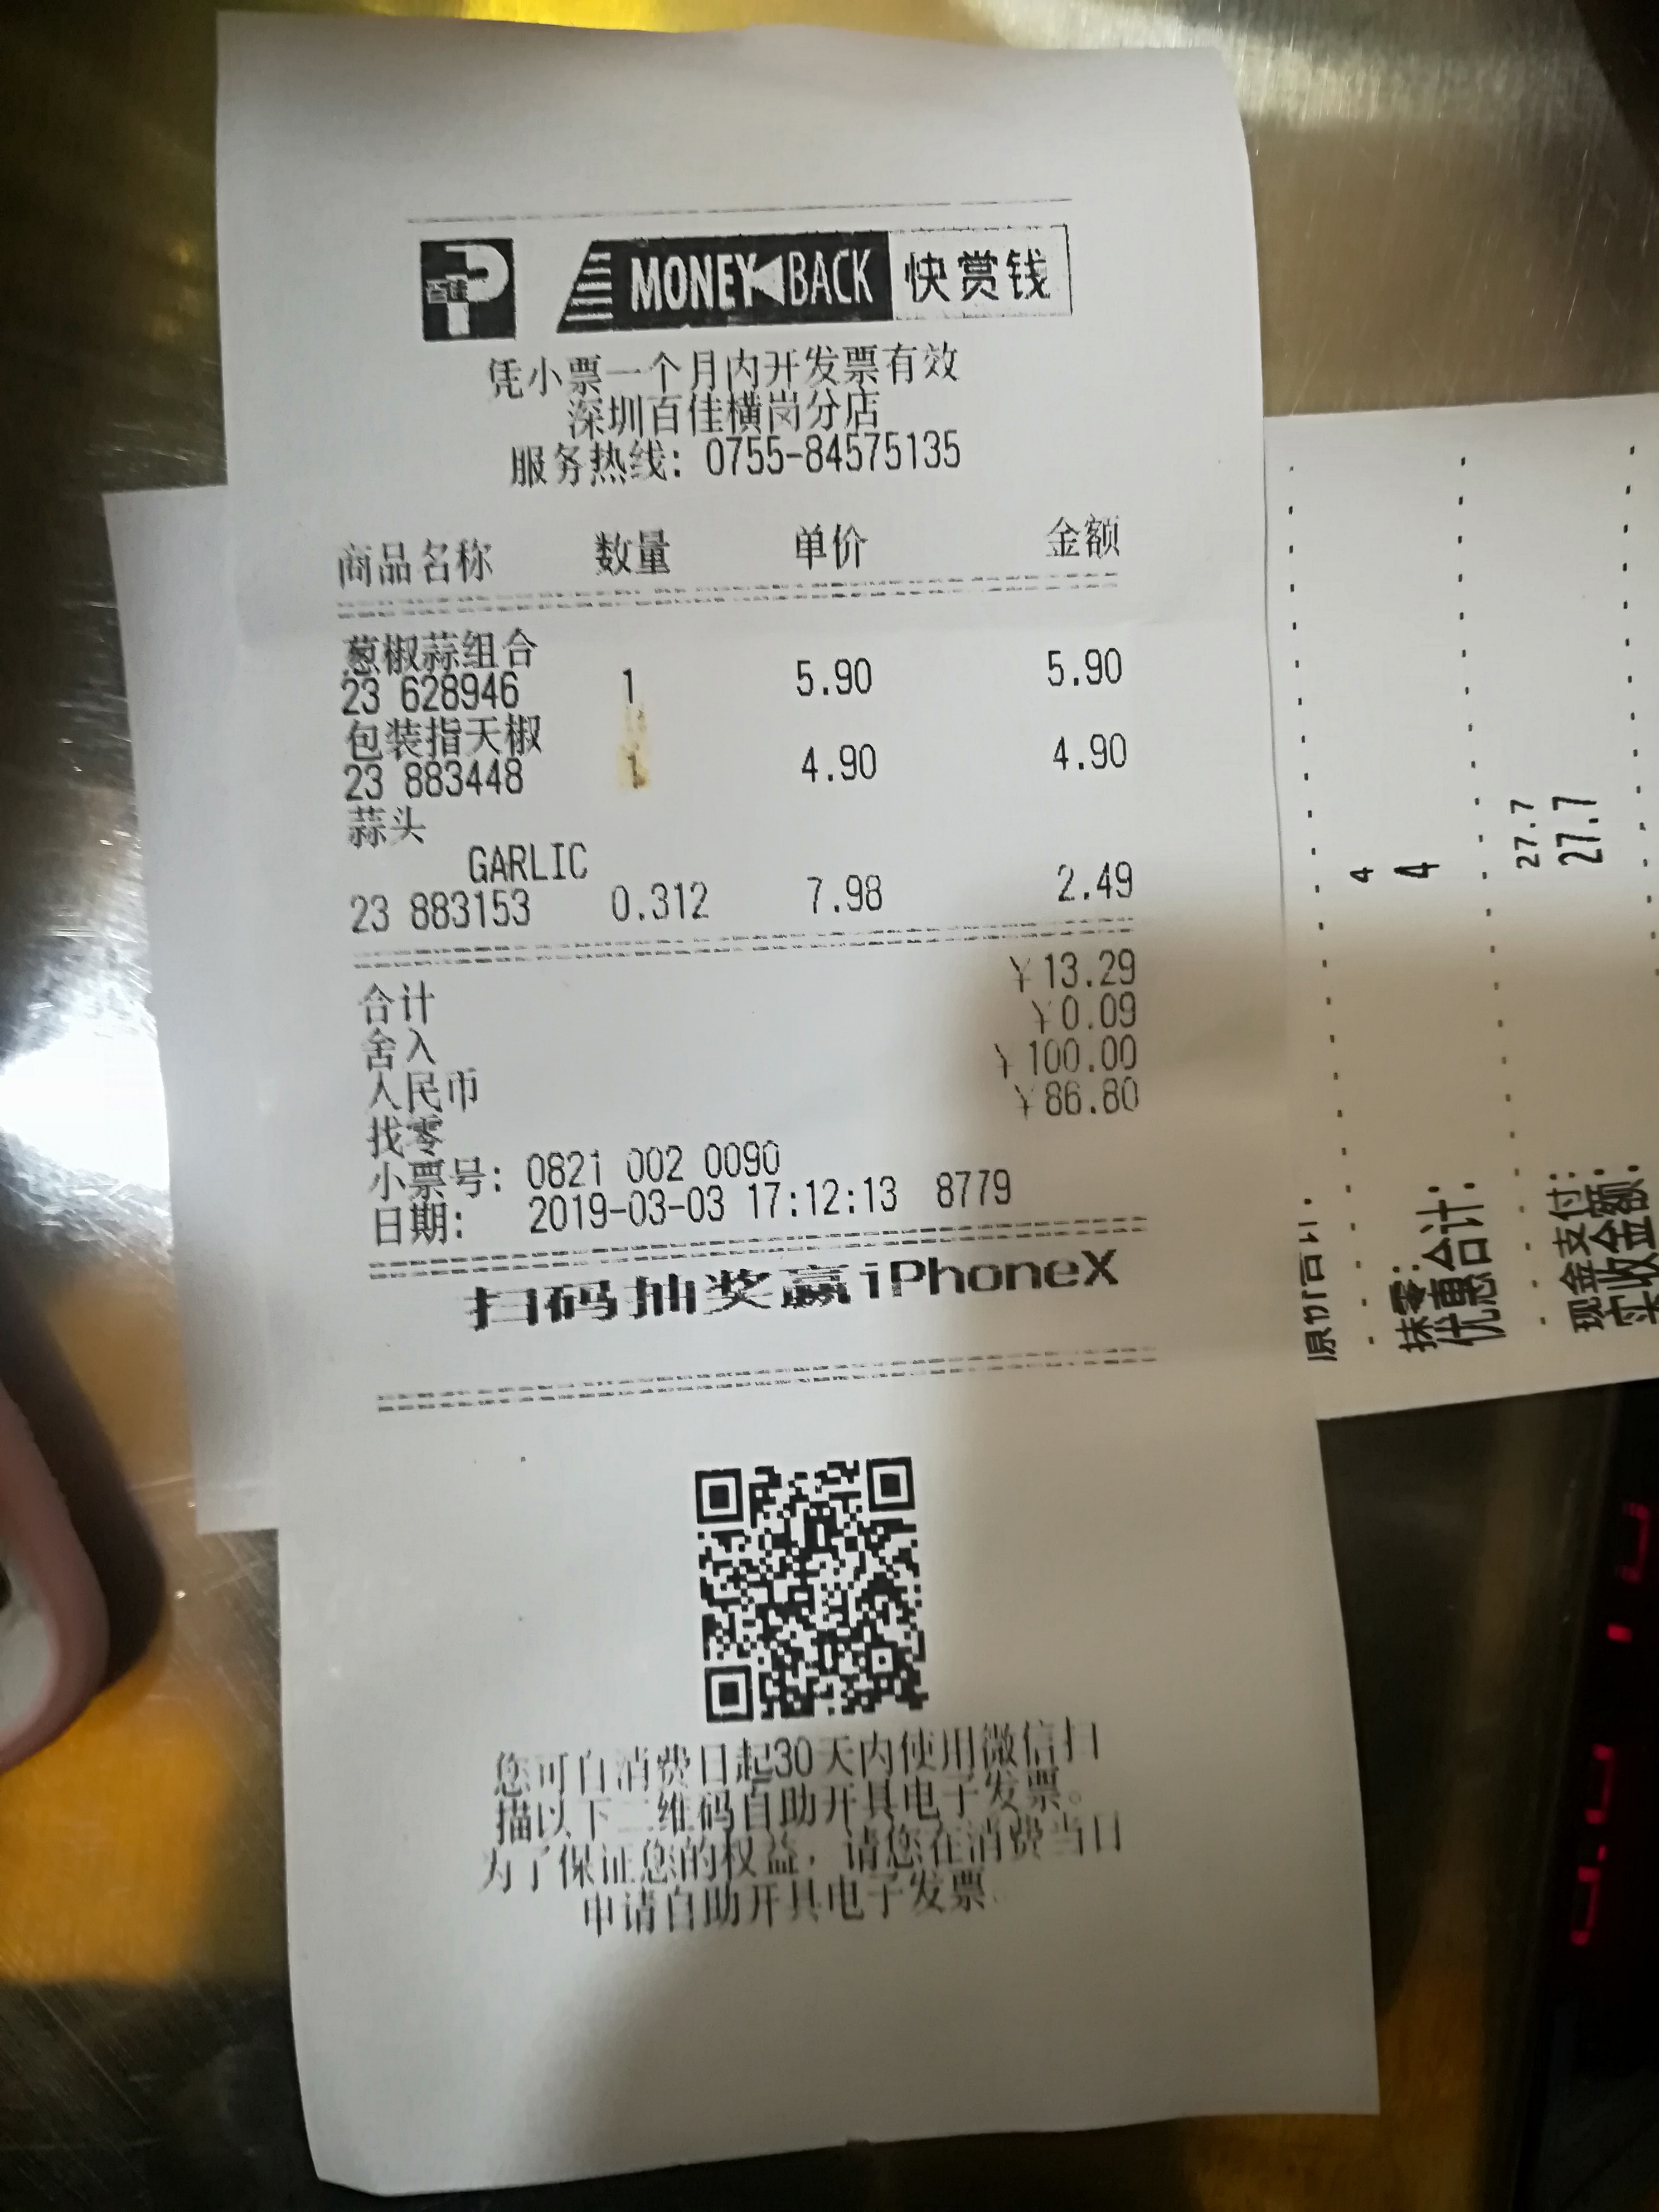 百佳
MONEY BACK 快赏钱
凭小票一个月内开发票有效
深圳百佳横岗分店
服务热线: 0755-84575135
商品名称 数量 单价 金额
葱椒蒜组合
23 628946 1 5.90 5.90
包装指天椒
23 883448 1 4.90 4.90
蒜头
GARLIC
23 883153 0.312 7.98 2.49
合计 ¥13.29
舍入 ¥0.09
人民币 ¥100.00
找零 ¥86.80
小票号: 0821 002 0090
日期: 2019-03-03 17:12:13 8779
扫码抽奖赢iPhoneX
您可自消费日起30天内使用微信扫
描以下二维码自助开具电子发票。
为了保证您的权益，请您在消费当日
申请自助开具电子发票
抹零: 4
优惠合计: 4
现金支付: 27.7
实收金额: 27.7